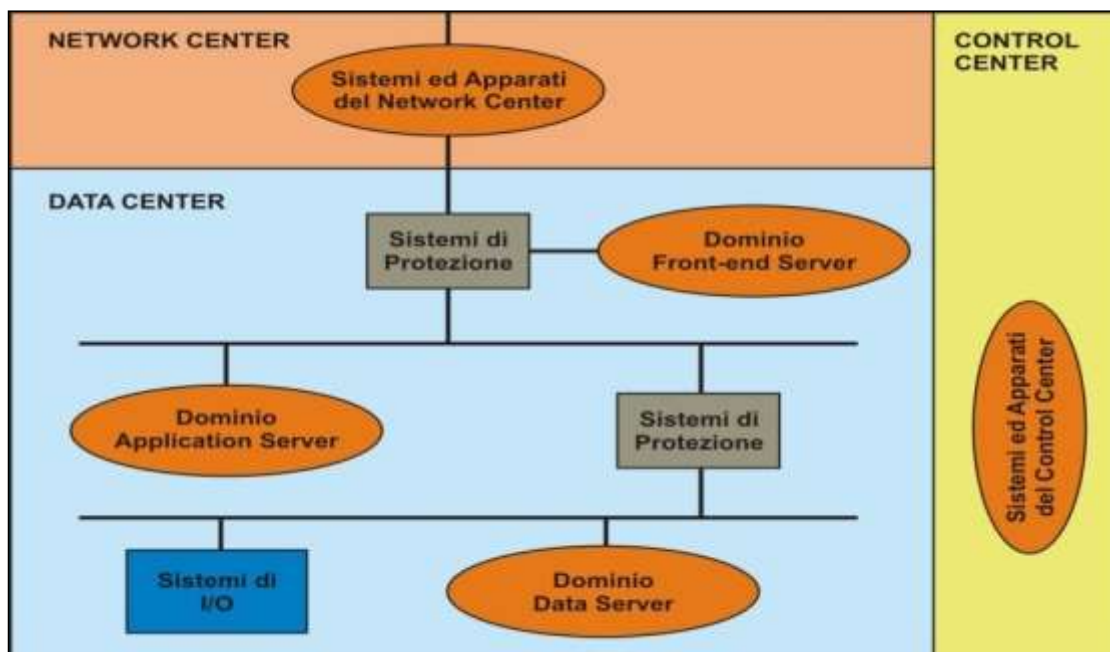 NETWORK CENTER
Sistemi ed Apparati
del Network Center
CONTROL
CENTER
DATA CENTER
Sistemi di
Protezione
Dominio
Front-end Server
Dominio
Application Server
Sistemi di
Protezione
Sistemi ed Apparati
del Control Center
Sistemi di
I/O
Dominio
Data Server